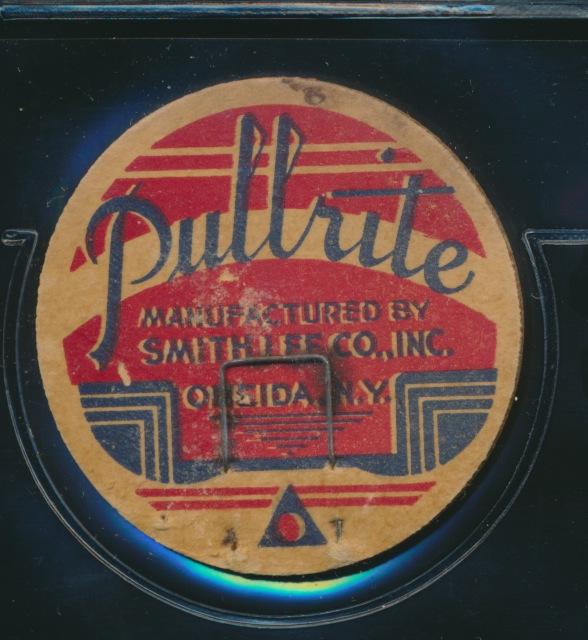 Pullrite
MANUFACTURED BY
SMITH LEE CO., INC.
ONEIDA, N.Y.